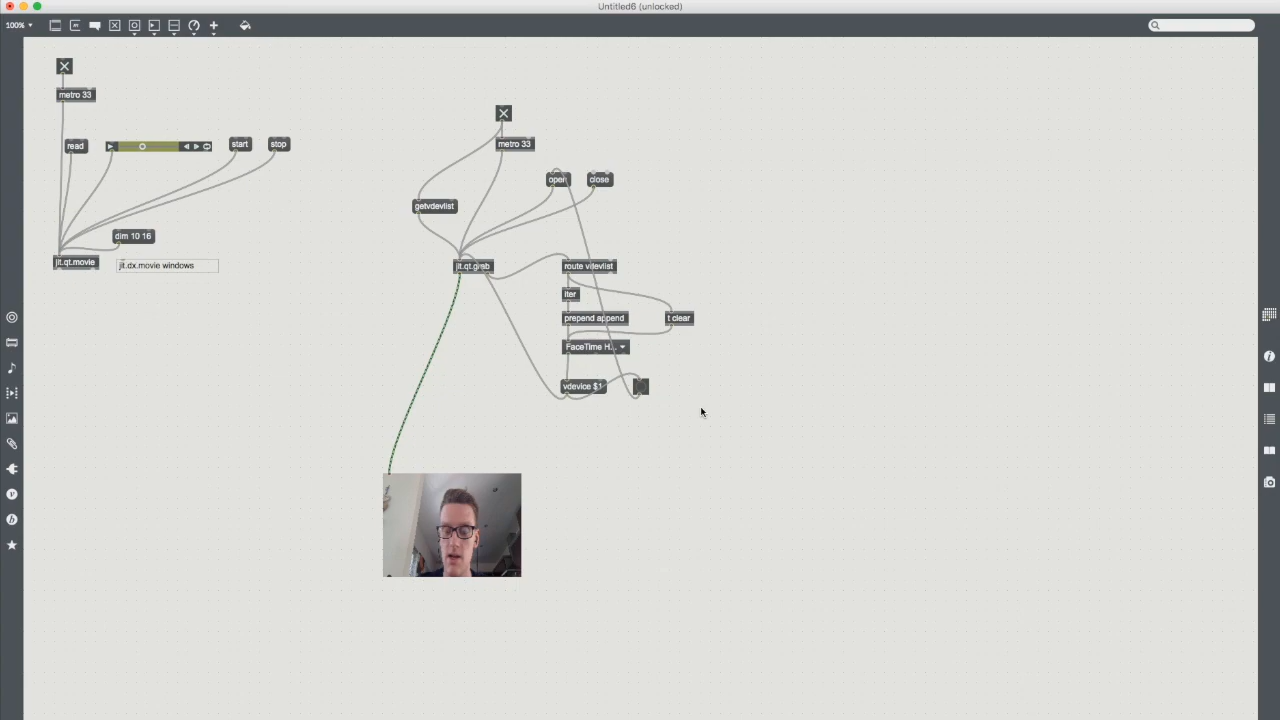 Untitled6 (unlocked)
100%
metro 33
read
start
stop
dim 10 16
jit.qt.movie
jit.dx.movie windows
metro 33
open
close
getvdevlist
jit.qt.grab
route vdevlist
iter
prepend append
t clear
FaceTime H...
vdevice $1